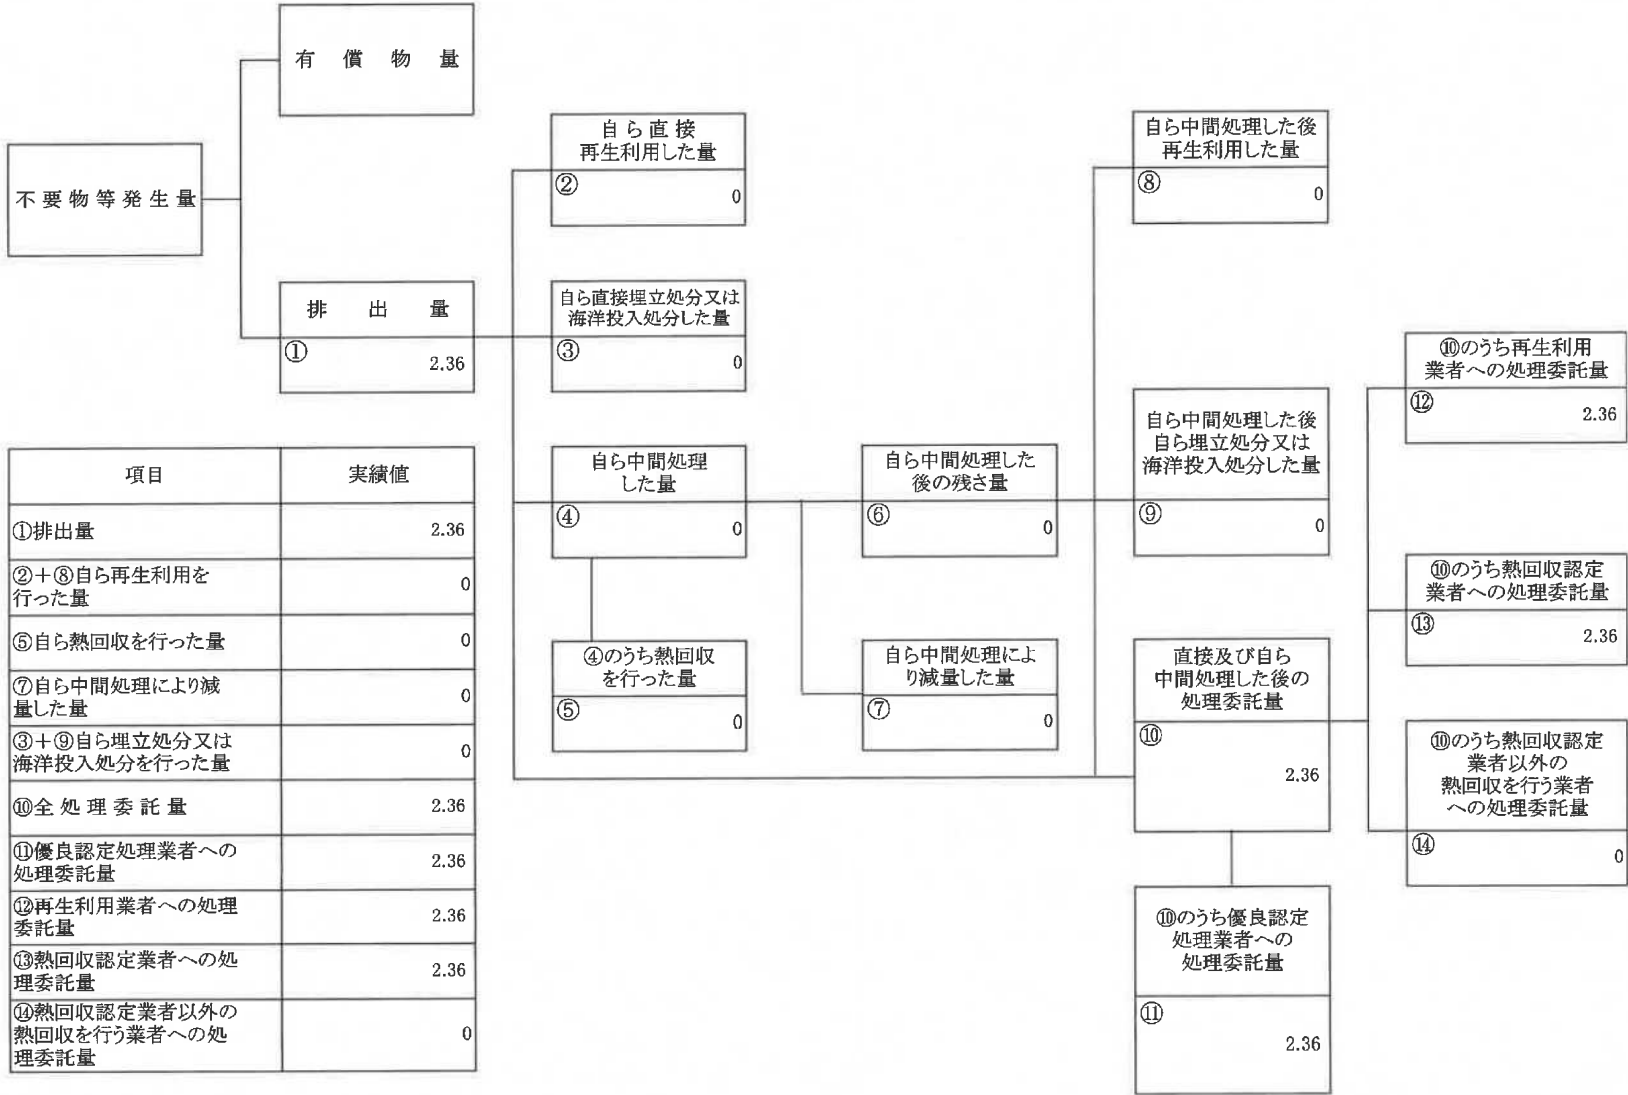 有償物量
不要物等発生量
排出量
①
2.36
自ら直接
再生利用した量
②
0
自ら直接埋立処分又は
海洋投入処分した量
③
0
自ら中間処理
した量
④
0
④のうち熱回収
を行った量
⑤
0
自ら中間処理した
後の残さ量
⑥
0
自ら中間処理によ
り減量した量
⑦
0
自ら中間処理した後
再生利用した量
⑧
0
自ら中間処理した後
自ら埋立処分又は
海洋投入処分した量
⑨
0
直接及び自ら
中間処理した後の
処理委託量
⑩
2.36
⑩のうち優良認定
処理業者への
処理委託量
⑪
2.36
⑩のうち再生利用
業者への処理委託量
⑫
2.36
⑩のうち熱回収認定
業者への処理委託量
⑬
2.36
⑩のうち熱回収認定
業者以外の
熱回収を行う業者
への処理委託量
⑭
0
項目 実績値
①排出量 2.36
②+⑧自ら再生利用を
行った量 0
⑤自ら熱回収を行った量 0
⑦自ら中間処理により減
量した量 0
③+⑨自ら埋立処分又は
海洋投入処分を行った量 0
⑩全処理委託量 2.36
⑪優良認定処理業者への
処理委託量 2.36
⑫再生利用業者への処理
委託量 2.36
⑬熱回収認定業者への処
理委託量 2.36
⑭熱回収認定業者以外の
熱回収を行う業者への処
理委託量 0